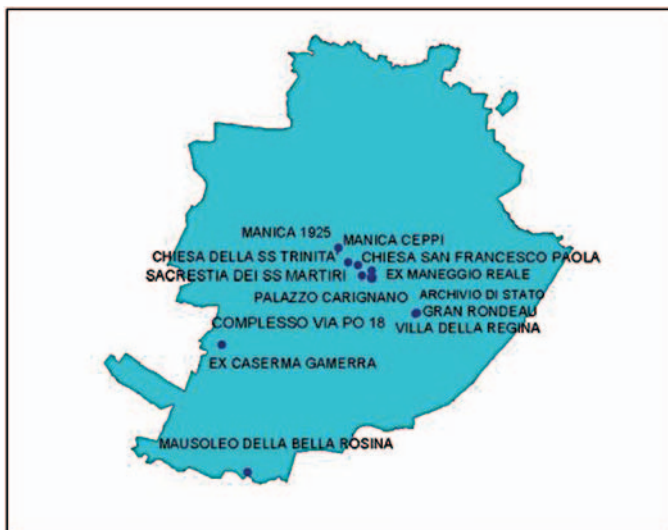 MANICA 1925
MANICA CEPPI
CHIESA DELLA SS TRINITA
CHIESA SAN FRANCESCO PAOLA
SACRESTIA DEI SS MARTIRI
EX MANEGGIO REALE
PALAZZO CARIGNANO
ARCHIVIO DI STATO
GRAN RONDEAU
COMPLESSO VIA PO 18
VILLA DELLA REGINA
EX CASERMA GAMERRA
MAUSOLEO DELLA BELLA ROSINA